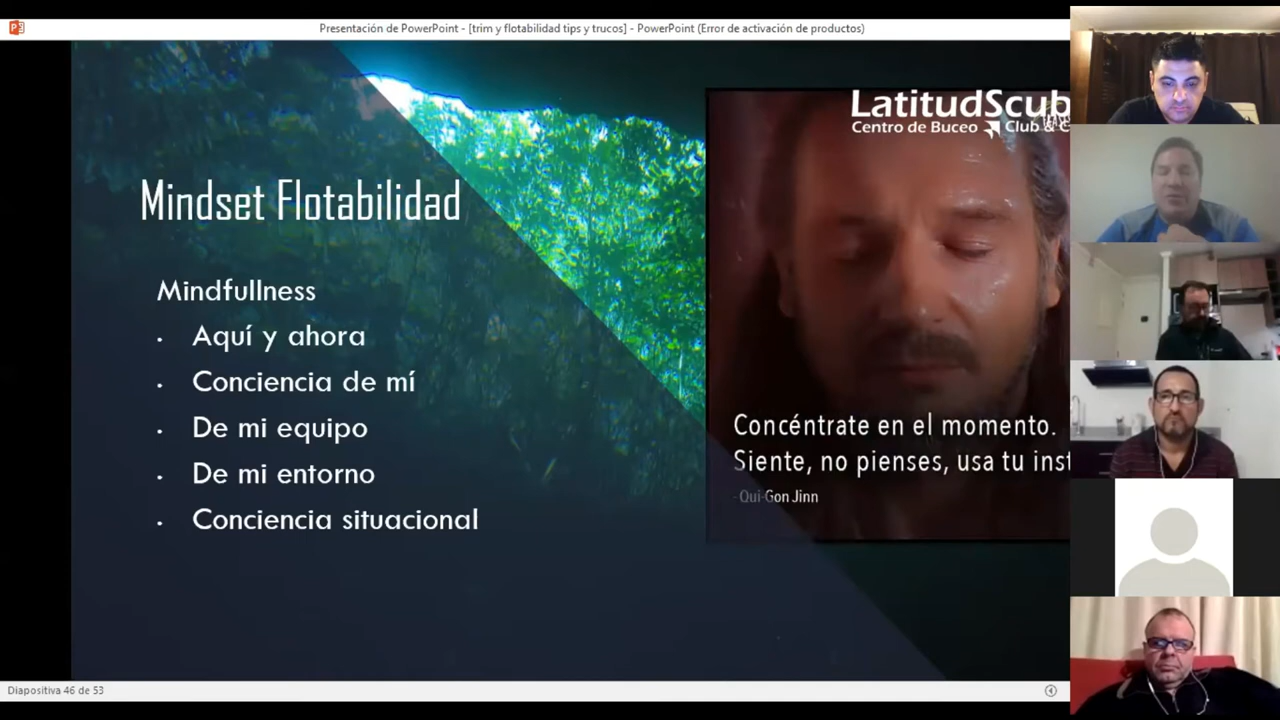 Presentación de PowerPoint - [trim y flotabilidad tips y trucos] - PowerPoint (Error de activación de productos)
LatitudScub
Centro de Buceo Club & C
Mindset Flotabilidad
Mindfullness
• Aquí y ahora
• Conciencia de mí
• De mi equipo
• De mi entorno
• Conciencia situacional
Concéntrate en el momento.
Siente, no pienses, usa tu inst
- Qui-Gon Jinn
Diapositiva 46 de 53